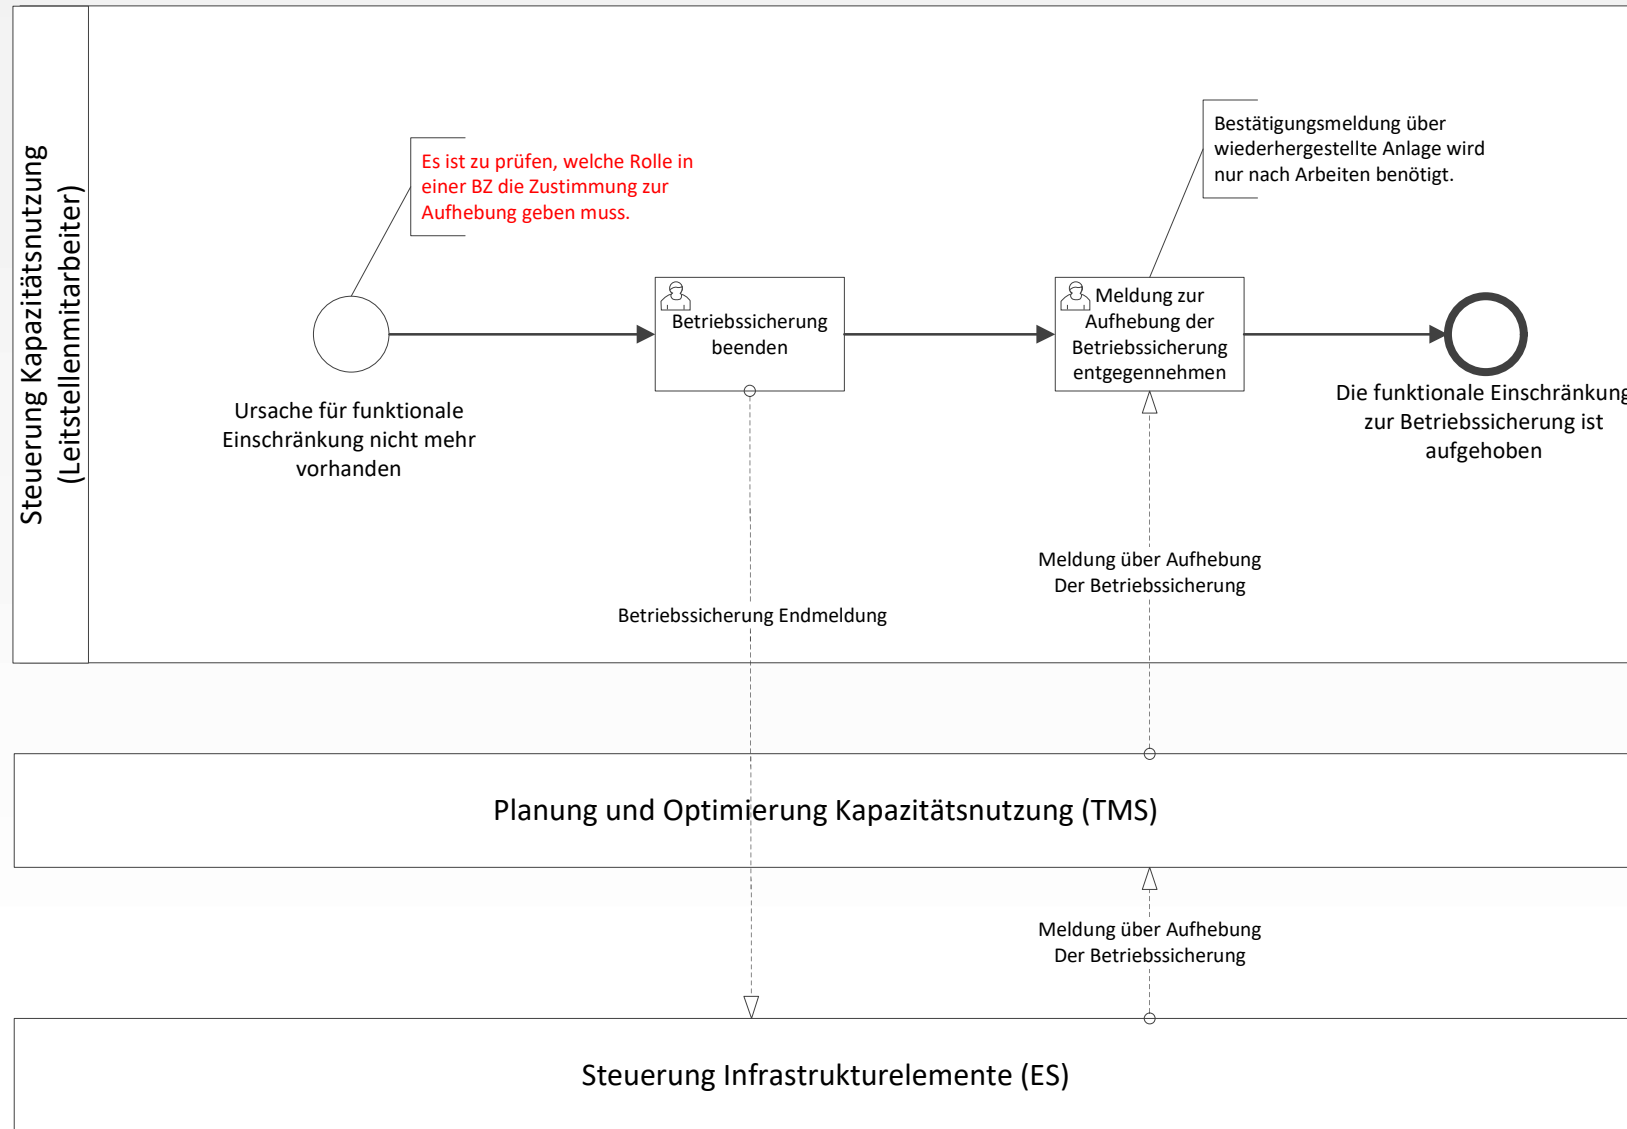 Steuerung Kapazitätsnutzung
(Leitstellenmitarbeiter)
Es ist zu prüfen, welche Rolle in
einer BZ die Zustimmung zur
Aufhebung geben muss.
Bestätigungsmeldung über
wiederhergestellte Anlage wird
nur nach Arbeiten benötigt.
Ursache für funktionale
Einschränkung nicht mehr
vorhanden
Betriebssicherung
beenden
Meldung zur
Aufhebung der
Betriebssicherung
entgegennehmen
Die funktionale Einschränkung
zur Betriebssicherung ist
aufgehoben
Meldung über Aufhebung
Der Betriebssicherung
Betriebssicherung Endmeldung
Planung und Optimierung Kapazitätsnutzung (TMS)
Meldung über Aufhebung
Der Betriebssicherung
Steuerung Infrastrukturelemente (ES)